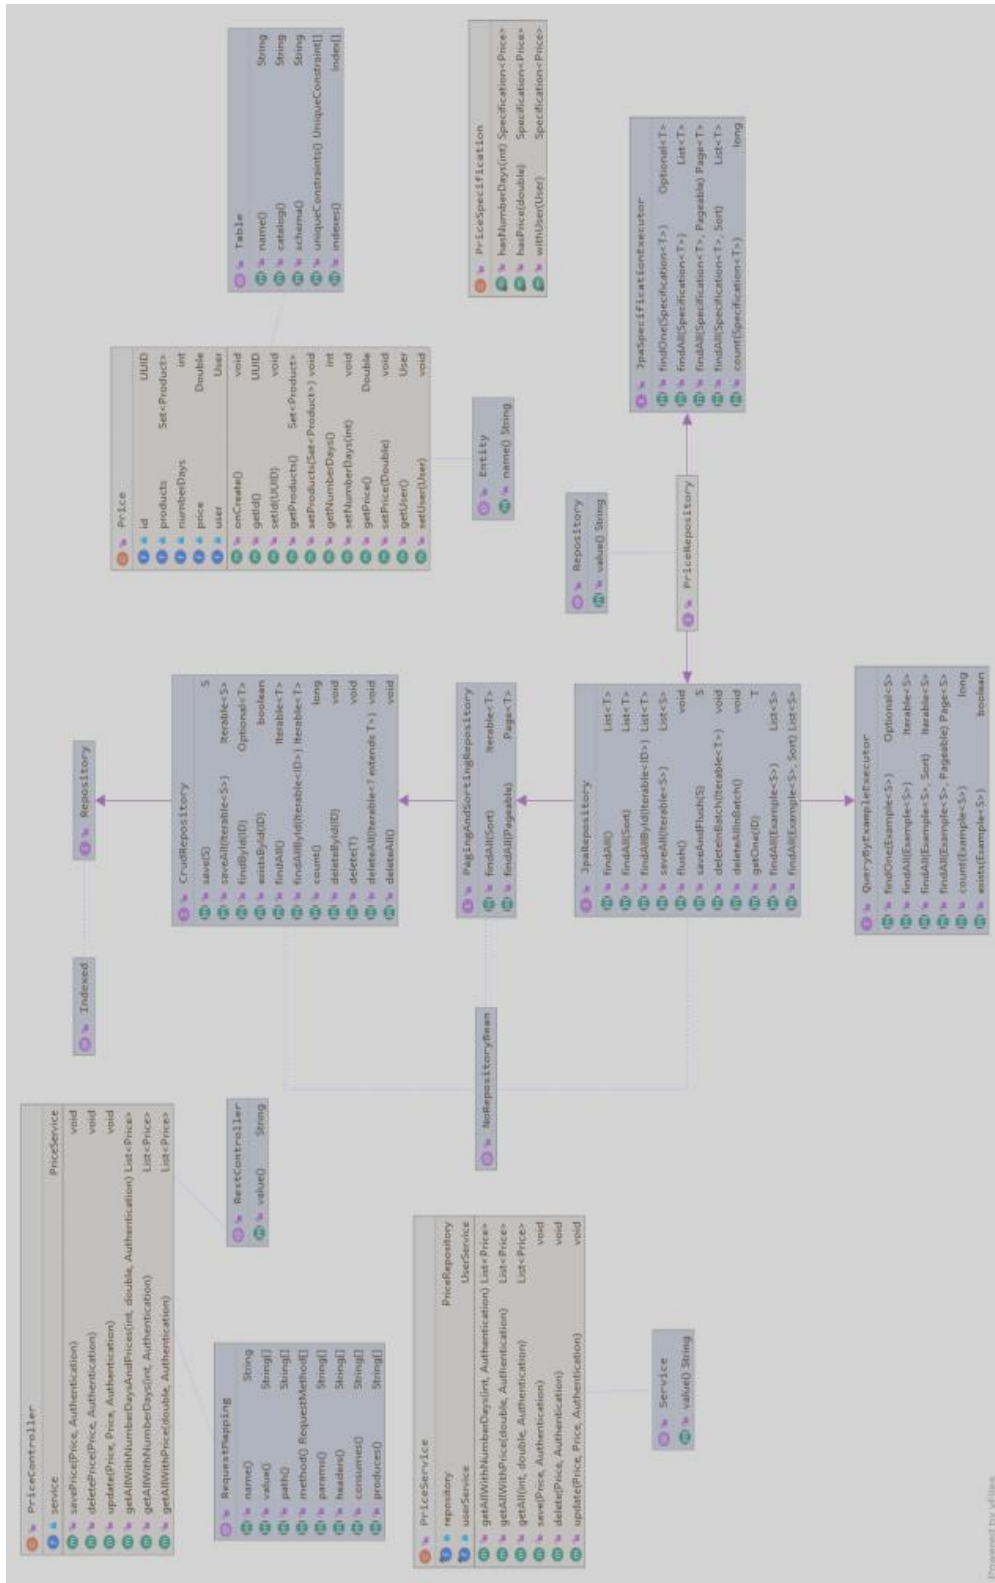 PriceController
service PriceService
savePrice(Price, Authentication) void
deletePrice(Price, Authentication) void
update(Price, Price, Authentication) void
getAllWithNumberDaysAndPrices(int, double, Authentication) List<Price>
getAllWithNumberDays(int, Authentication) List<Price>
getAllWithPrice(double, Authentication) List<Price>
RequestMapping
name() String
value() String[]
path() String[]
method() RequestMethod[]
params() String[]
headers() String[]
consumes() String[]
produces() String[]
RestController
value() String
PriceService
repository PriceRepository
userService UserService
getAllWithNumberDays(int, Authentication) List<Price>
getAllWithPrice(double, Authentication) List<Price>
getAll(int, double, Authentication) List<Price>
save(Price, Authentication) void
delete(Price, Authentication) void
update(Price, Price, Authentication) void
Service
value() String
Indexed
Repository
NoRepositoryBean
CrudRepository
save(S) S
saveAll(Iterable<S>) Iterable<S>
findById(ID) Optional<T>
existsById(ID) boolean
findAll() Iterable<T>
findAllById(Iterable<ID>) Iterable<T>
count() long
deleteById(ID) void
delete(T) void
deleteAll(Iterable<? extends T>) void
deleteAll() void
PagingAndSortingRepository
findAll(Sort) Iterable<T>
findAll(Pageable) Page<T>
JpaRepository
findAll() List<T>
findAll(Sort) List<T>
findAllById(Iterable<ID>) List<T>
saveAll(Iterable<S>) List<S>
flush() void
saveAndFlush(S) S
deleteInBatch(Iterable<T>) void
deleteAllInBatch() void
getOne(ID) T
findAll(Example<S>) List<S>
findAll(Example<S>, Sort) List<S>
QueryByExampleExecutor
findOne(Example<S>) Optional<S>
findAll(Example<S>) Iterable<S>
findAll(Example<S>, Sort) Iterable<S>
findAll(Example<S>, Pageable) Page<S>
count(Example<S>) long
exists(Example<S>) boolean
Price
id UUID
products Set<Product>
numberDays int
price Double
user User
onCreate() void
getId() UUID
setId(UUID) void
getProducts() Set<Product>
setProducts(Set<Product>) void
getNumberDays() int
setNumberDays(int) void
getPrice() Double
setPrice(Double) void
getUser() User
setUser(User) void
Entity
name() String
Repository
value() String
PriceRepository
Table
name() String
catalog() String
schema() String
uniqueConstraints() UniqueConstraint[]
indexes() Index[]
PriceSpecification
hasNumberDays(int) Specification<Price>
hasPrice(double) Specification<Price>
withUser(User) Specification<Price>
JpaSpecificationExecutor
findOne(Specification<T>) Optional<T>
findAll(Specification<T>) List<T>
findAll(Specification<T>, Pageable) Page<T>
findAll(Specification<T>, Sort) List<T>
count(Specification<T>) long
Powered by yFiles